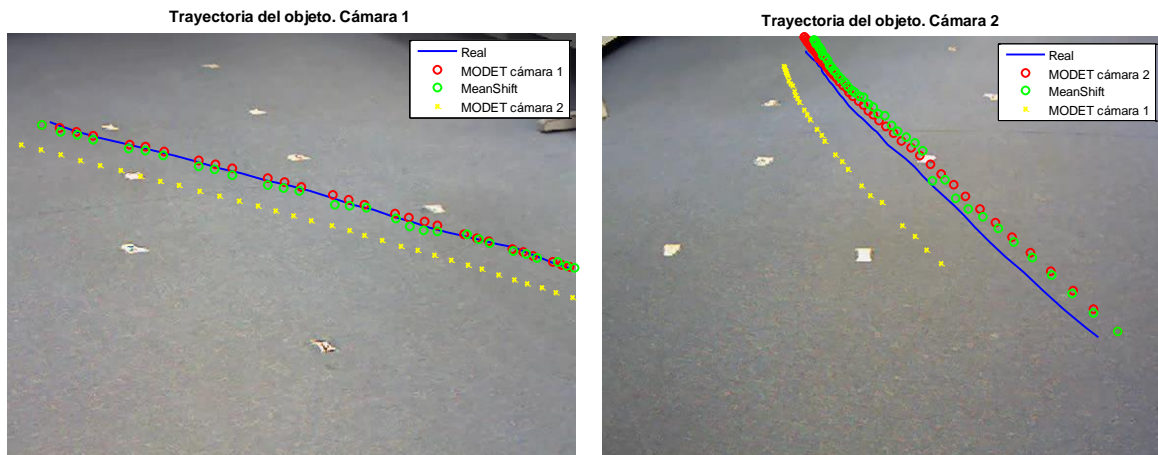 Trayectoria del objeto. Cámara 1
Real
MODET cámara 1
MeanShift
MODET cámara 2
Trayectoria del objeto. Cámara 2
Real
MODET cámara 2
MeanShift
MODET cámara 1